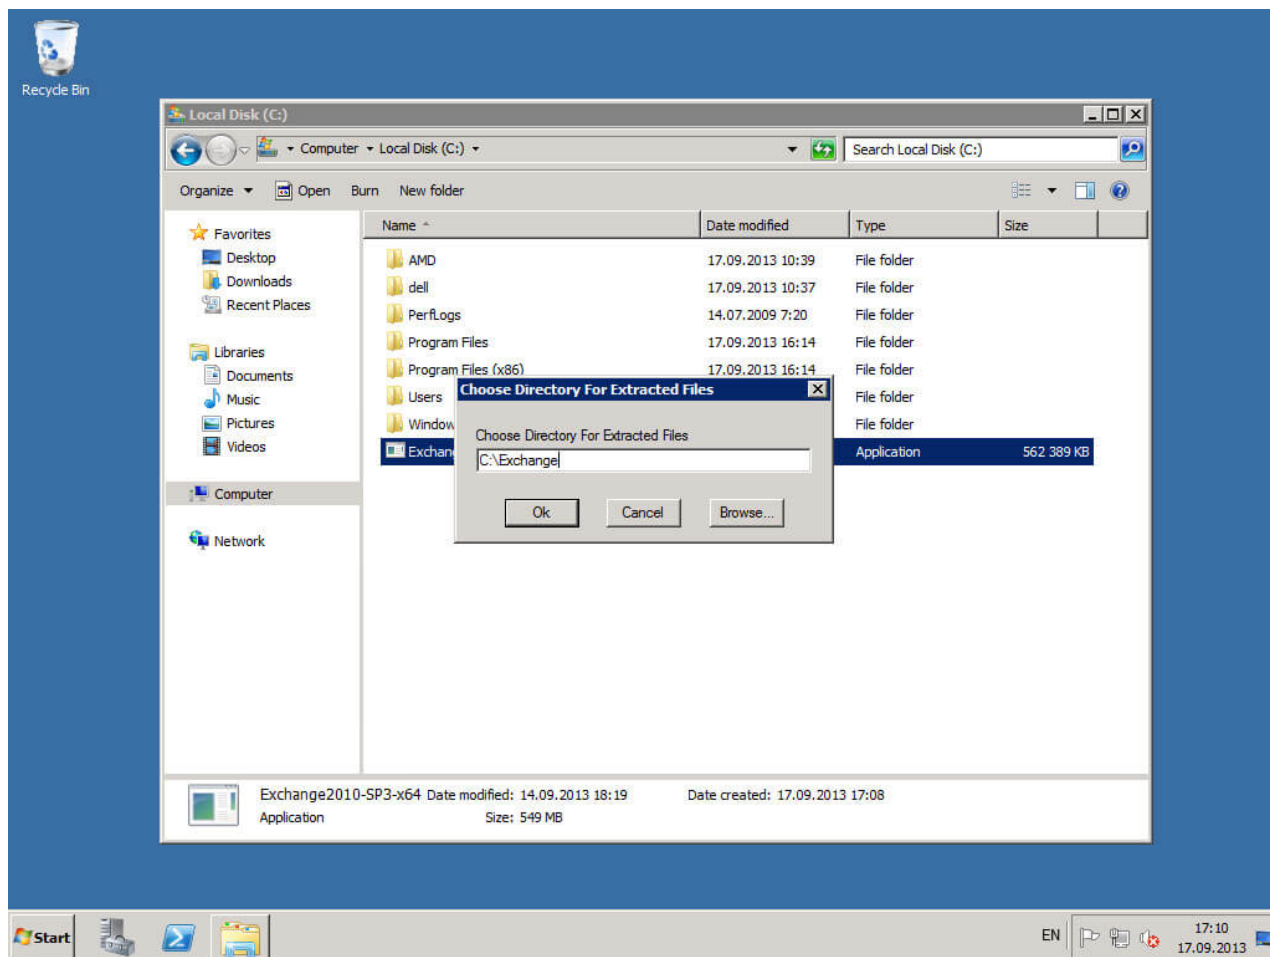 Recycle Bin
Local Disk (C:)
Computer Local Disk (C:)
Search Local Disk (C:)
Organize Open Burn New folder
Name Date modified Type Size
Favorites
Desktop
Downloads
Recent Places
Libraries
Documents
Music
Pictures
Videos
Computer
Network
AMD 17.09.2013 10:39 File folder
dell 17.09.2013 10:37 File folder
PerfLogs 14.07.2009 7:20 File folder
Program Files 17.09.2013 16:14 File folder
Program Files (x86) 17.09.2013 16:14 File folder
Users File folder
Window File folder
Exchan Application 562 389 KB
Choose Directory For Extracted Files
Choose Directory For Extracted Files
C:\Exchange
Ok Cancel Browse...
Exchange2010-SP3-x64 Date modified: 14.09.2013 18:19 Date created: 17.09.2013 17:08
Application Size: 549 MB
Start
EN
17:10
17.09.2013